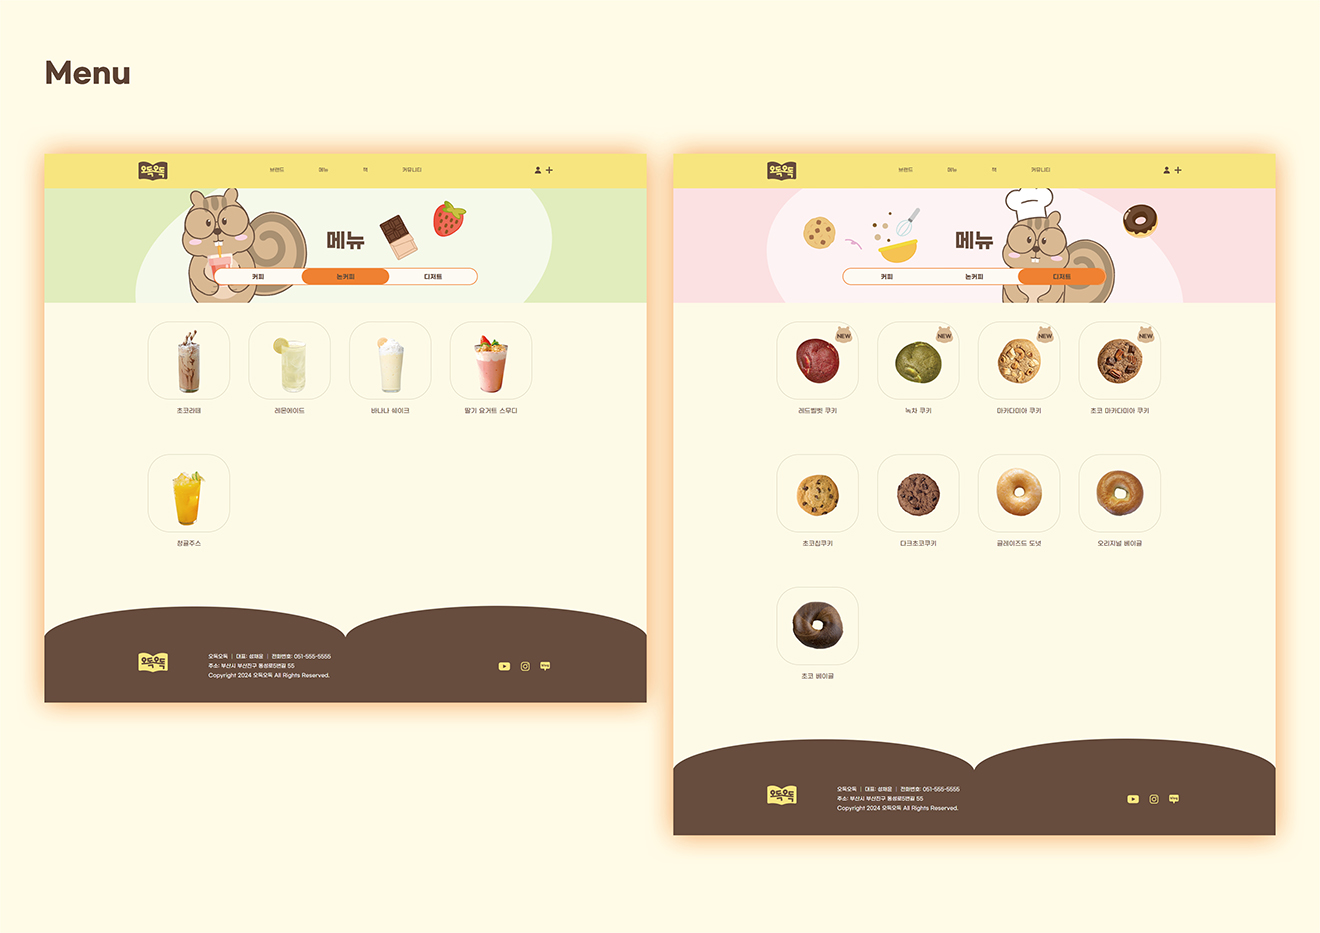 Menu
오독오독
브랜드 메뉴 책 커뮤니티
메뉴
커피 논커피 디저트
초코라떼 레몬에이드 바나나 쉐이크 딸기 요거트 스무디
청귤주스
오독오독
오독오독 | 대표: 성채윤 | 전화번호: 051-555-5555
주소: 부산시 부산진구 동성로5번길 55
Copyright 2024 오독오독 All Rights Reserved.
blog
오독오독
브랜드 메뉴 책 커뮤니티
메뉴
커피 논커피 디저트
NEW NEW NEW NEW
레드벨벳 쿠키 녹차 쿠키 마카다미아 쿠키 초코 마카다미아 쿠키
초코칩쿠키 다크초코쿠키 글레이즈드 도넛 오리지널 베이글
초코 베이글
오독오독
오독오독 | 대표: 성채윤 | 전화번호: 051-555-5555
주소: 부산시 부산진구 동성로5번길 55
Copyright 2024 오독오독 All Rights Reserved.
blog